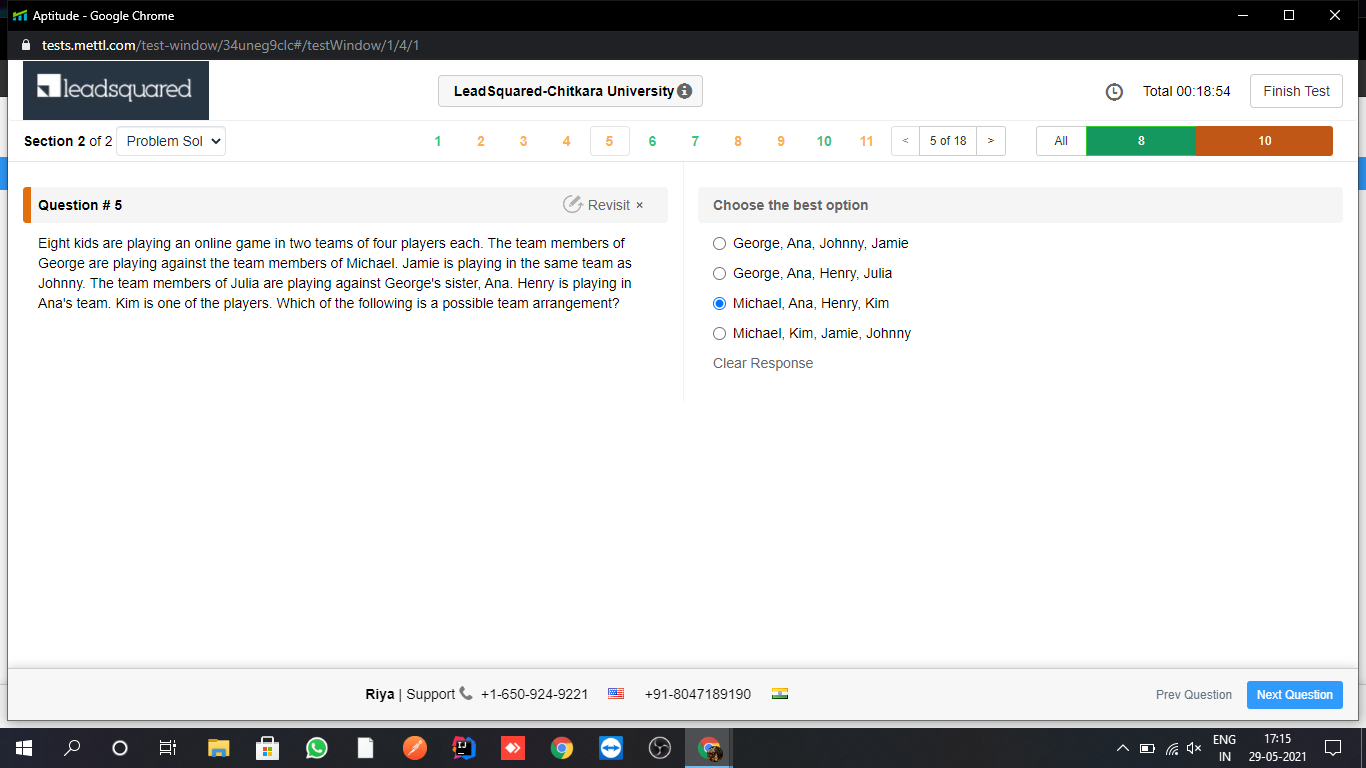 Aptitude - Google Chrome
tests.mettl.com/test-window/34uneg9clc#/testWindow/1/4/1
leadsquared
LeadSquared-Chitkara University
Total 00:18:54
Finish Test
Section 2 of 2
Problem Sol
1 2 3 4 5 6 7 8 9 10 11
< 5 of 18 >
All 8 10
Question # 5
Revisit ×
Eight kids are playing an online game in two teams of four players each. The team members of
George are playing against the team members of Michael. Jamie is playing in the same team as
Johnny. The team members of Julia are playing against George's sister, Ana. Henry is playing in
Ana's team. Kim is one of the players. Which of the following is a possible team arrangement?
Choose the best option
George, Ana, Johnny, Jamie
George, Ana, Henry, Julia
Michael, Ana, Henry, Kim
Michael, Kim, Jamie, Johnny
Clear Response
Riya | Support +1-650-924-9221 +91-8047189190
Prev Question
Next Question
ENG
IN
17:15
29-05-2021